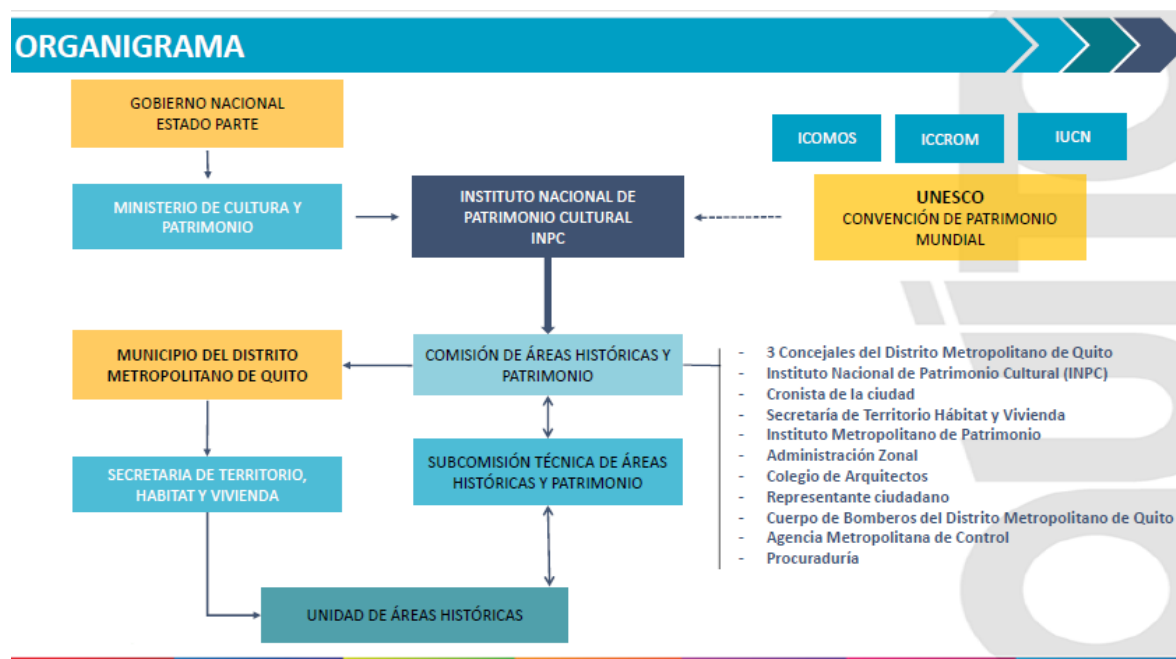 ORGANIGRAMA
GOBIERNO NACIONAL
ESTADO PARTE
ICOMOS
ICCROM
IUCN
MINISTERIO DE CULTURA Y
PATRIMONIO
INSTITUTO NACIONAL DE
PATRIMONIO CULTURAL
INPC
UNESCO
CONVENCIÓN DE PATRIMONIO
MUNDIAL
MUNICIPIO DEL DISTRITO
METROPOLITANO DE QUITO
COMISIÓN DE ÁREAS HISTÓRICAS Y
PATRIMONIO
- 3 Concejales del Distrito Metropolitano de Quito
- Instituto Nacional de Patrimonio Cultural (INPC)
- Cronista de la ciudad
- Secretaría de Territorio Hábitat y Vivienda
- Instituto Metropolitano de Patrimonio
- Administración Zonal
- Colegio de Arquitectos
- Representante ciudadano
- Cuerpo de Bomberos del Distrito Metropolitano de Quito
- Agencia Metropolitana de Control
- Procuraduría
SECRETARIA DE TERRITORIO,
HABITAT Y VIVIENDA
SUBCOMISIÓN TÉCNICA DE ÁREAS
HISTÓRICAS Y PATRIMONIO
UNIDAD DE ÁREAS HISTÓRICAS